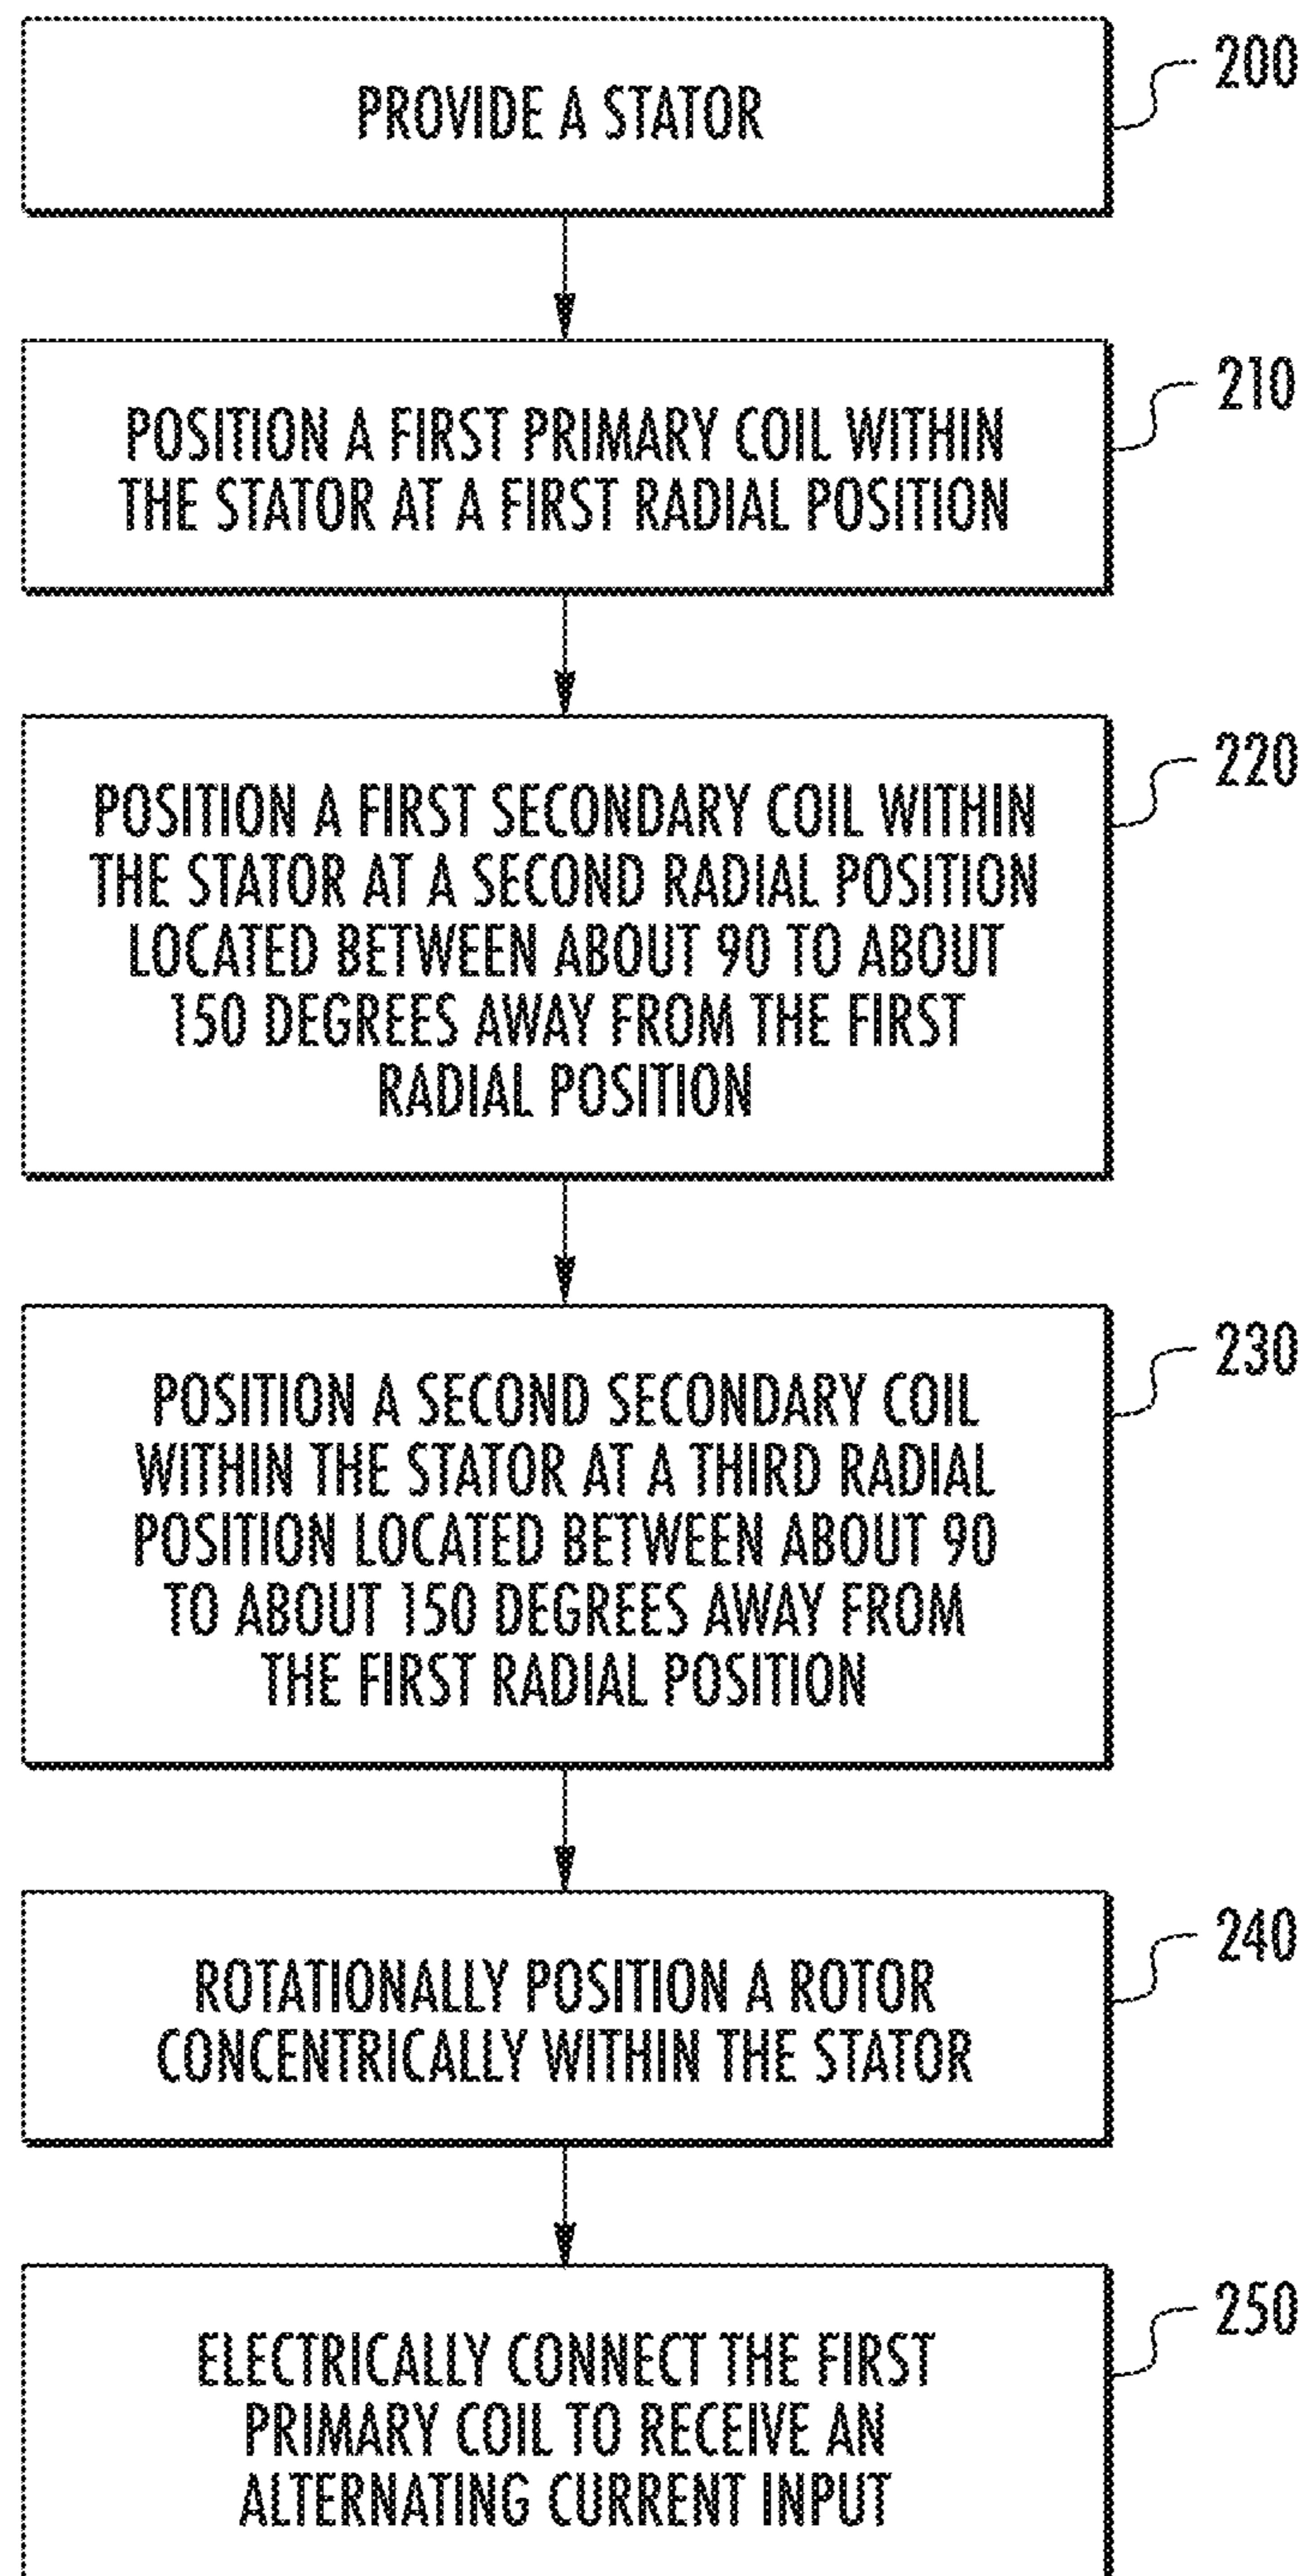 PROVIDE A STATOR
200
POSITION A FIRST PRIMARY COIL WITHIN
THE STATOR AT A FIRST RADIAL POSITION
210
POSITION A FIRST SECONDARY COIL WITHIN
THE STATOR AT A SECOND RADIAL POSITION
LOCATED BETWEEN ABOUT 90 TO ABOUT
150 DEGREES AWAY FROM THE FIRST
RADIAL POSITION
220
POSITION A SECOND SECONDARY COIL
WITHIN THE STATOR AT A THIRD RADIAL
POSITION LOCATED BETWEEN ABOUT 90
TO ABOUT 150 DEGREES AWAY FROM
THE FIRST RADIAL POSITION
230
ROTATIONALLY POSITION A ROTOR
CONCENTRICALLY WITHIN THE STATOR
240
ELECTRICALLY CONNECT THE FIRST
PRIMARY COIL TO RECEIVE AN
ALTERNATING CURRENT INPUT
250